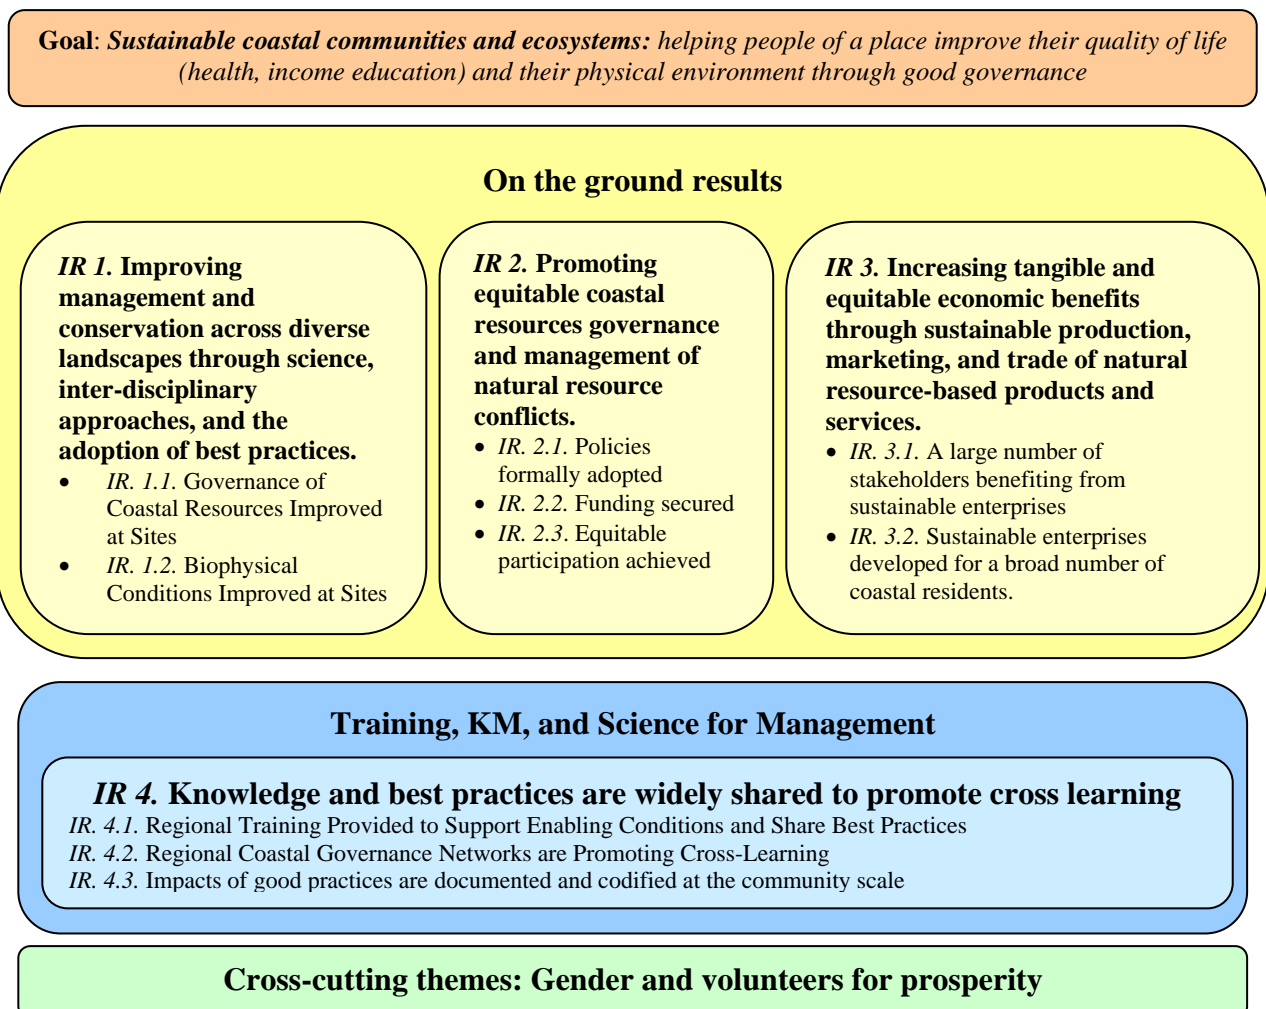 Goal: Sustainable coastal communities and ecosystems: helping people of a place improve their quality of life
(health, income education) and their physical environment through good governance
On the ground results
IR 1. Improving
management and
conservation across diverse
landscapes through science,
inter-disciplinary
approaches, and the
adoption of best practices.
• IR. 1.1. Governance of
Coastal Resources Improved
at Sites
• IR. 1.2. Biophysical
Conditions Improved at Sites
IR 2. Promoting
equitable coastal
resources governance
and management of
natural resource
conflicts.
• IR. 2.1. Policies
formally adopted
• IR. 2.2. Funding secured
• IR. 2.3. Equitable
participation achieved
IR 3. Increasing tangible and
equitable economic benefits
through sustainable production,
marketing, and trade of natural
resource-based products and
services.
• IR. 3.1. A large number of
stakeholders benefiting from
sustainable enterprises
• IR. 3.2. Sustainable enterprises
developed for a broad number of
coastal residents.
Training, KM, and Science for Management
IR 4. Knowledge and best practices are widely shared to promote cross learning
IR. 4.1. Regional Training Provided to Support Enabling Conditions and Share Best Practices
IR. 4.2. Regional Coastal Governance Networks are Promoting Cross-Learning
IR. 4.3. Impacts of good practices are documented and codified at the community scale
Cross-cutting themes: Gender and volunteers for prosperity